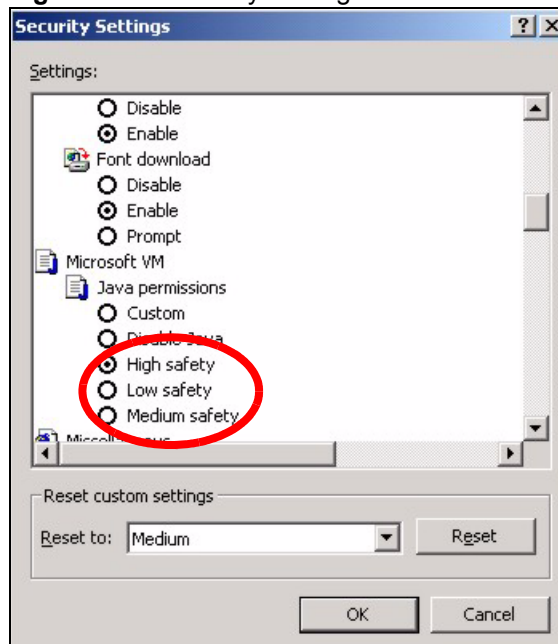 Security Settings
Settings:
Disable
Enable
Font download
Disable
Enable
Prompt
Microsoft VM
Java permissions
Custom
Disable Java
High safety
Low safety
Medium safety
Reset custom settings
Reset to: Medium Reset
OK Cancel